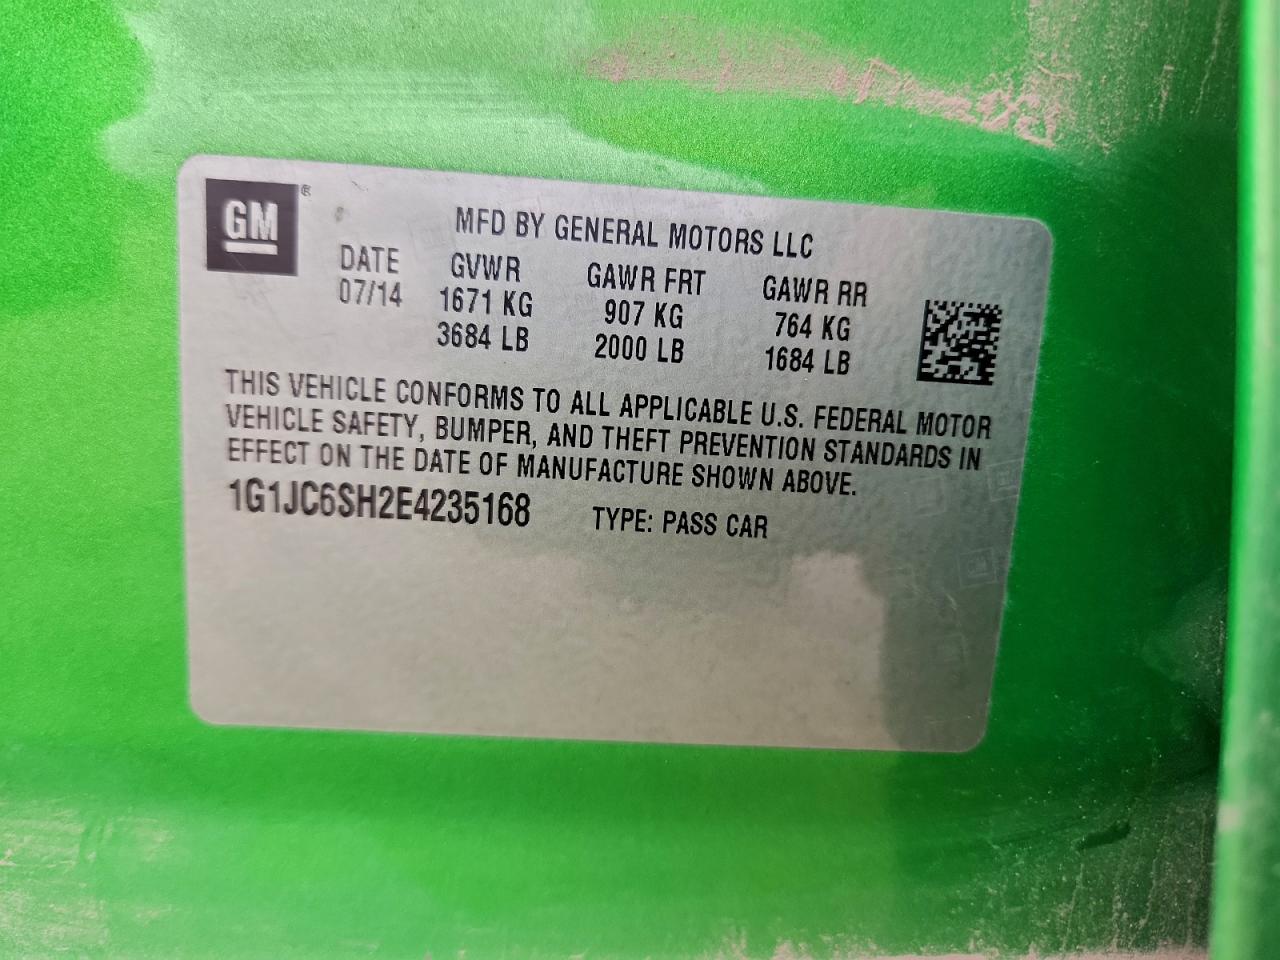 GM®
MFD BY GENERAL MOTORS LLC
DATE GVWR GAWR FRT GAWR RR
07/14 1671 KG 907 KG 764 KG
3684 LB 2000 LB 1684 LB
THIS VEHICLE CONFORMS TO ALL APPLICABLE U.S. FEDERAL MOTOR
VEHICLE SAFETY, BUMPER, AND THEFT PREVENTION STANDARDS IN
EFFECT ON THE DATE OF MANUFACTURE SHOWN ABOVE.
1G1JC6SH2E4235168 TYPE: PASS CAR
GM